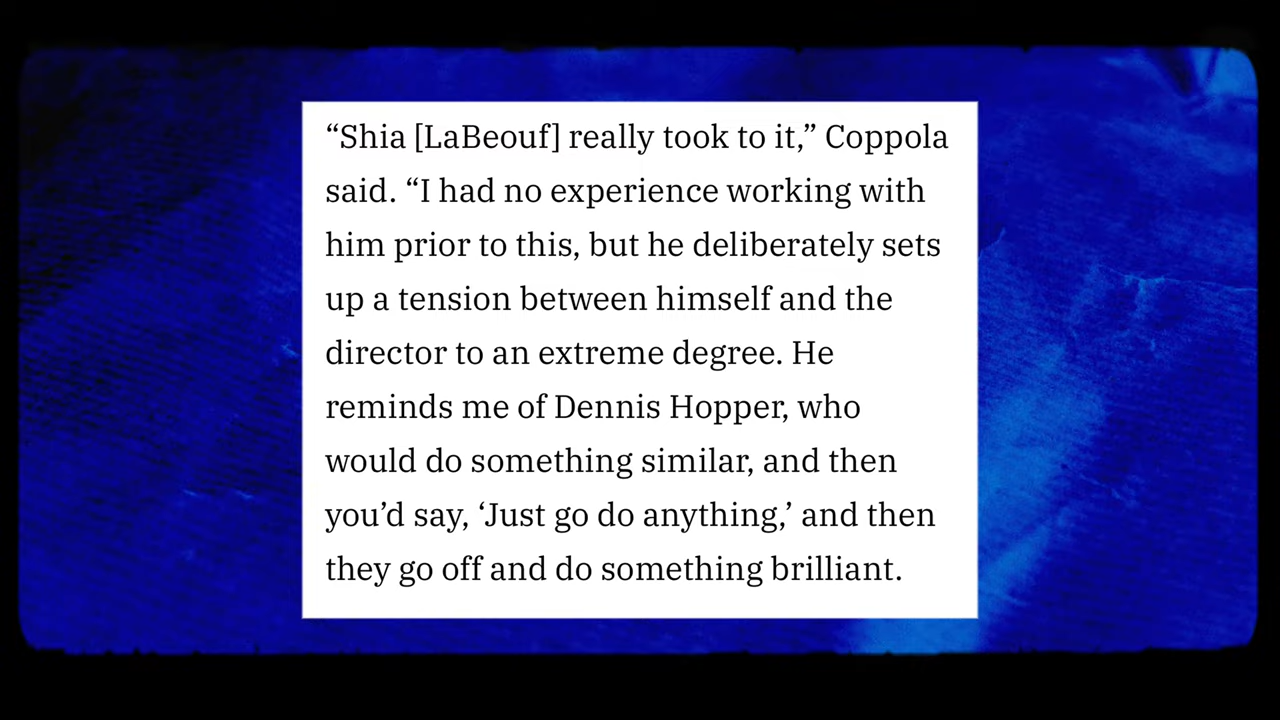 “Shia [LaBeouf] really took to it,” Coppola
said. “I had no experience working with
him prior to this, but he deliberately sets
up a tension between himself and the
director to an extreme degree. He
reminds me of Dennis Hopper, who
would do something similar, and then
you’d say, ‘Just go do anything,’ and then
they go off and do something brilliant.